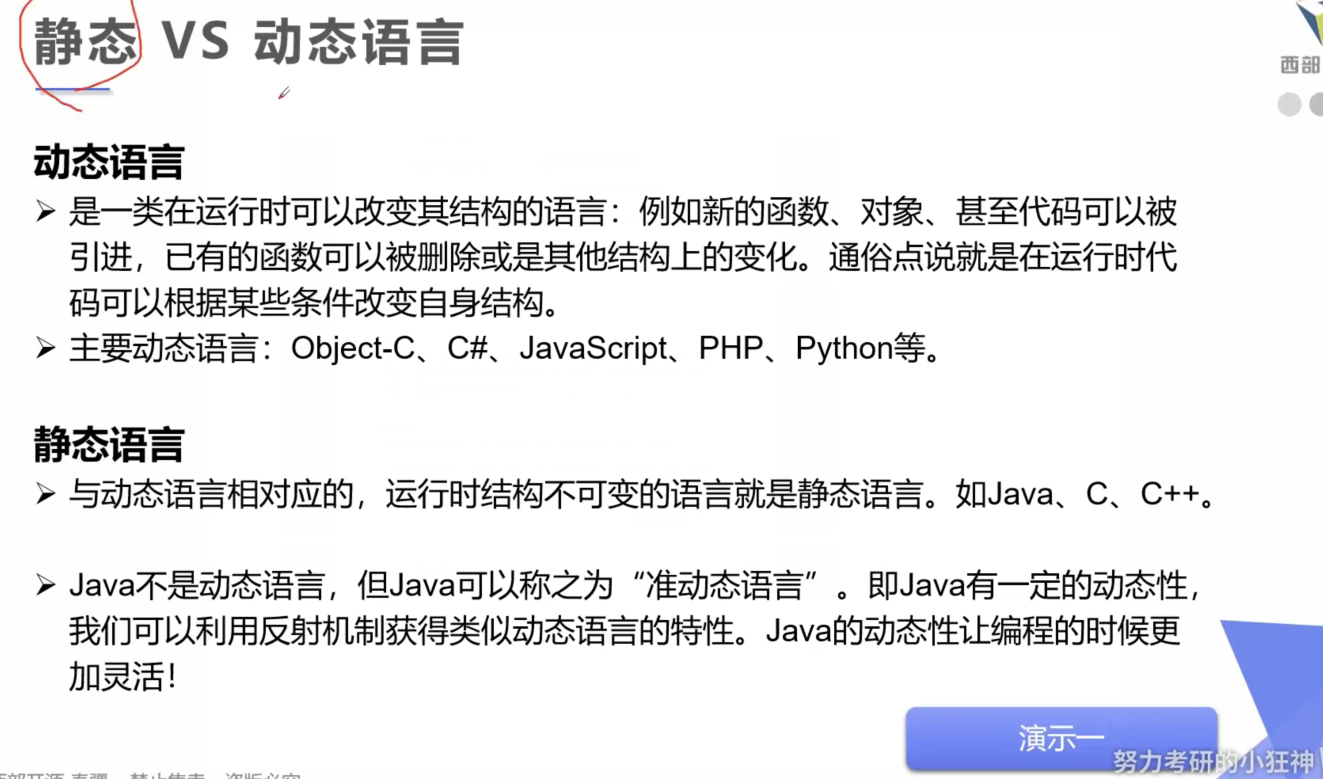 静态 VS 动态语言
西部
动态语言
➢ 是一类在运行时可以改变其结构的语言：例如新的函数、对象、甚至代码可以被
引进，已有的函数可以被删除或是其他结构上的变化。通俗点说就是在运行时代
码可以根据某些条件改变自身结构。
➢ 主要动态语言：Object-C、C#、JavaScript、PHP、Python等。
静态语言
➢ 与动态语言相对应的，运行时结构不可变的语言就是静态语言。如Java、C、C++。
➢ Java不是动态语言，但Java可以称之为“准动态语言”。即Java有一定的动态性，
我们可以利用反射机制获得类似动态语言的特性。Java的动态性让编程的时候更
加灵活！
演示一
努力考研的小狂神